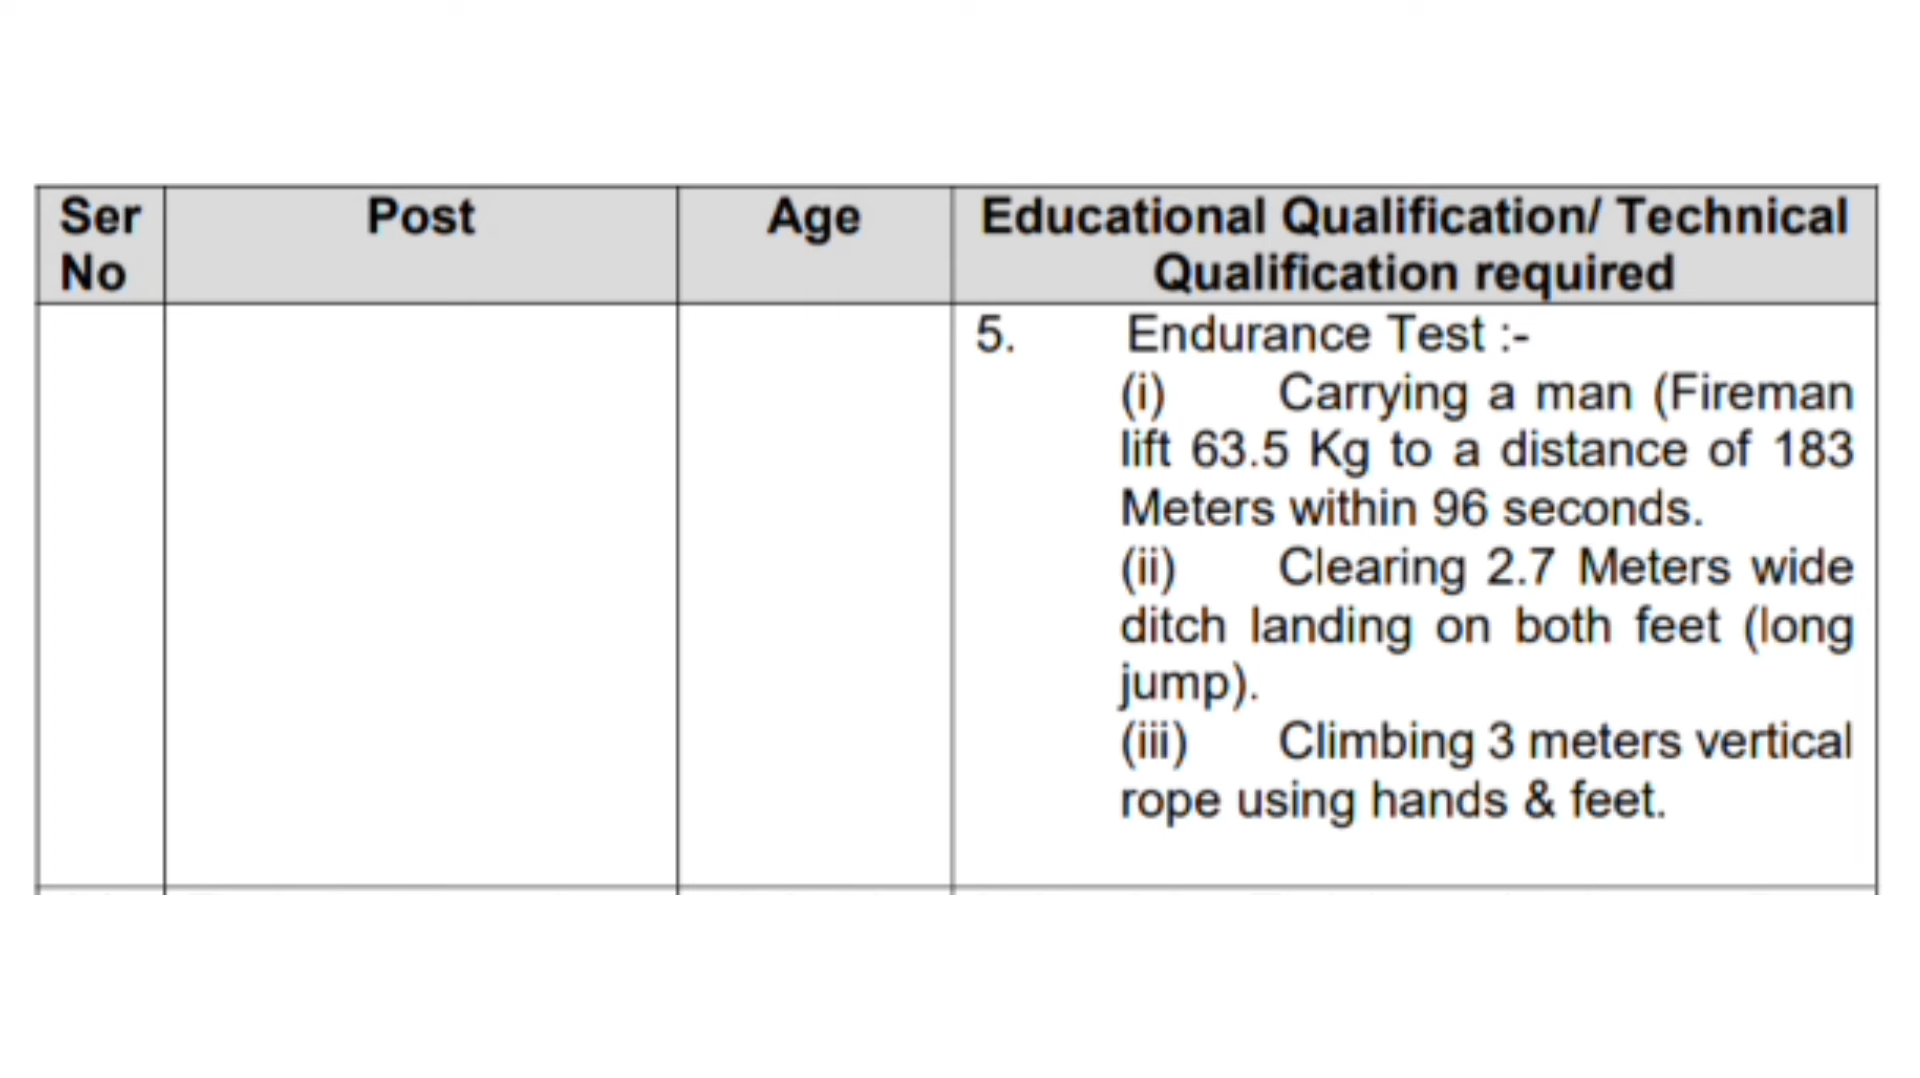 Ser No
Post
Age
Educational Qualification/ Technical
Qualification required
5. Endurance Test :-
(i) Carrying a man (Fireman
lift 63.5 Kg to a distance of 183
Meters within 96 seconds.
(ii) Clearing 2.7 Meters wide
ditch landing on both feet (long
jump).
(iii) Climbing 3 meters vertical
rope using hands & feet.